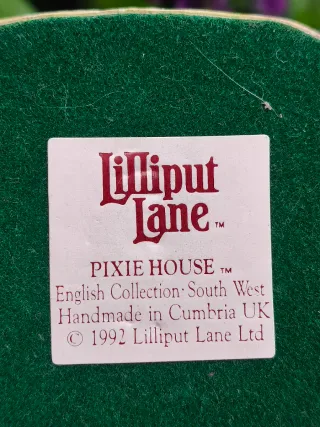 Lilliput
Lane™
PIXIE HOUSE™
English Collection·South West
Handmade in Cumbria UK
© 1992 Lilliput Lane Ltd